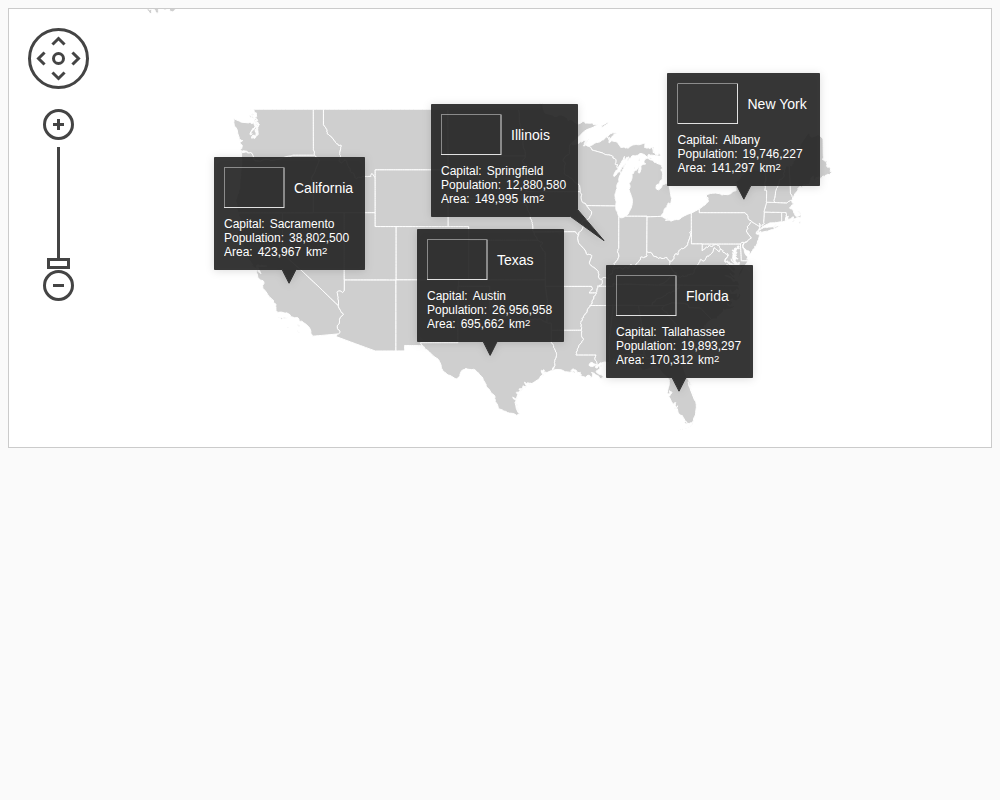 New York
Capital: Albany
Population: 19,746,227
Area: 141,297 km²
Illinois
Capital: Springfield
Population: 12,880,580
Area: 149,995 km²
California
Capital: Sacramento
Population: 38,802,500
Area: 423,967 km²
Texas
Capital: Austin
Population: 26,956,958
Area: 695,662 km²
Florida
Capital: Tallahassee
Population: 19,893,297
Area: 170,312 km²